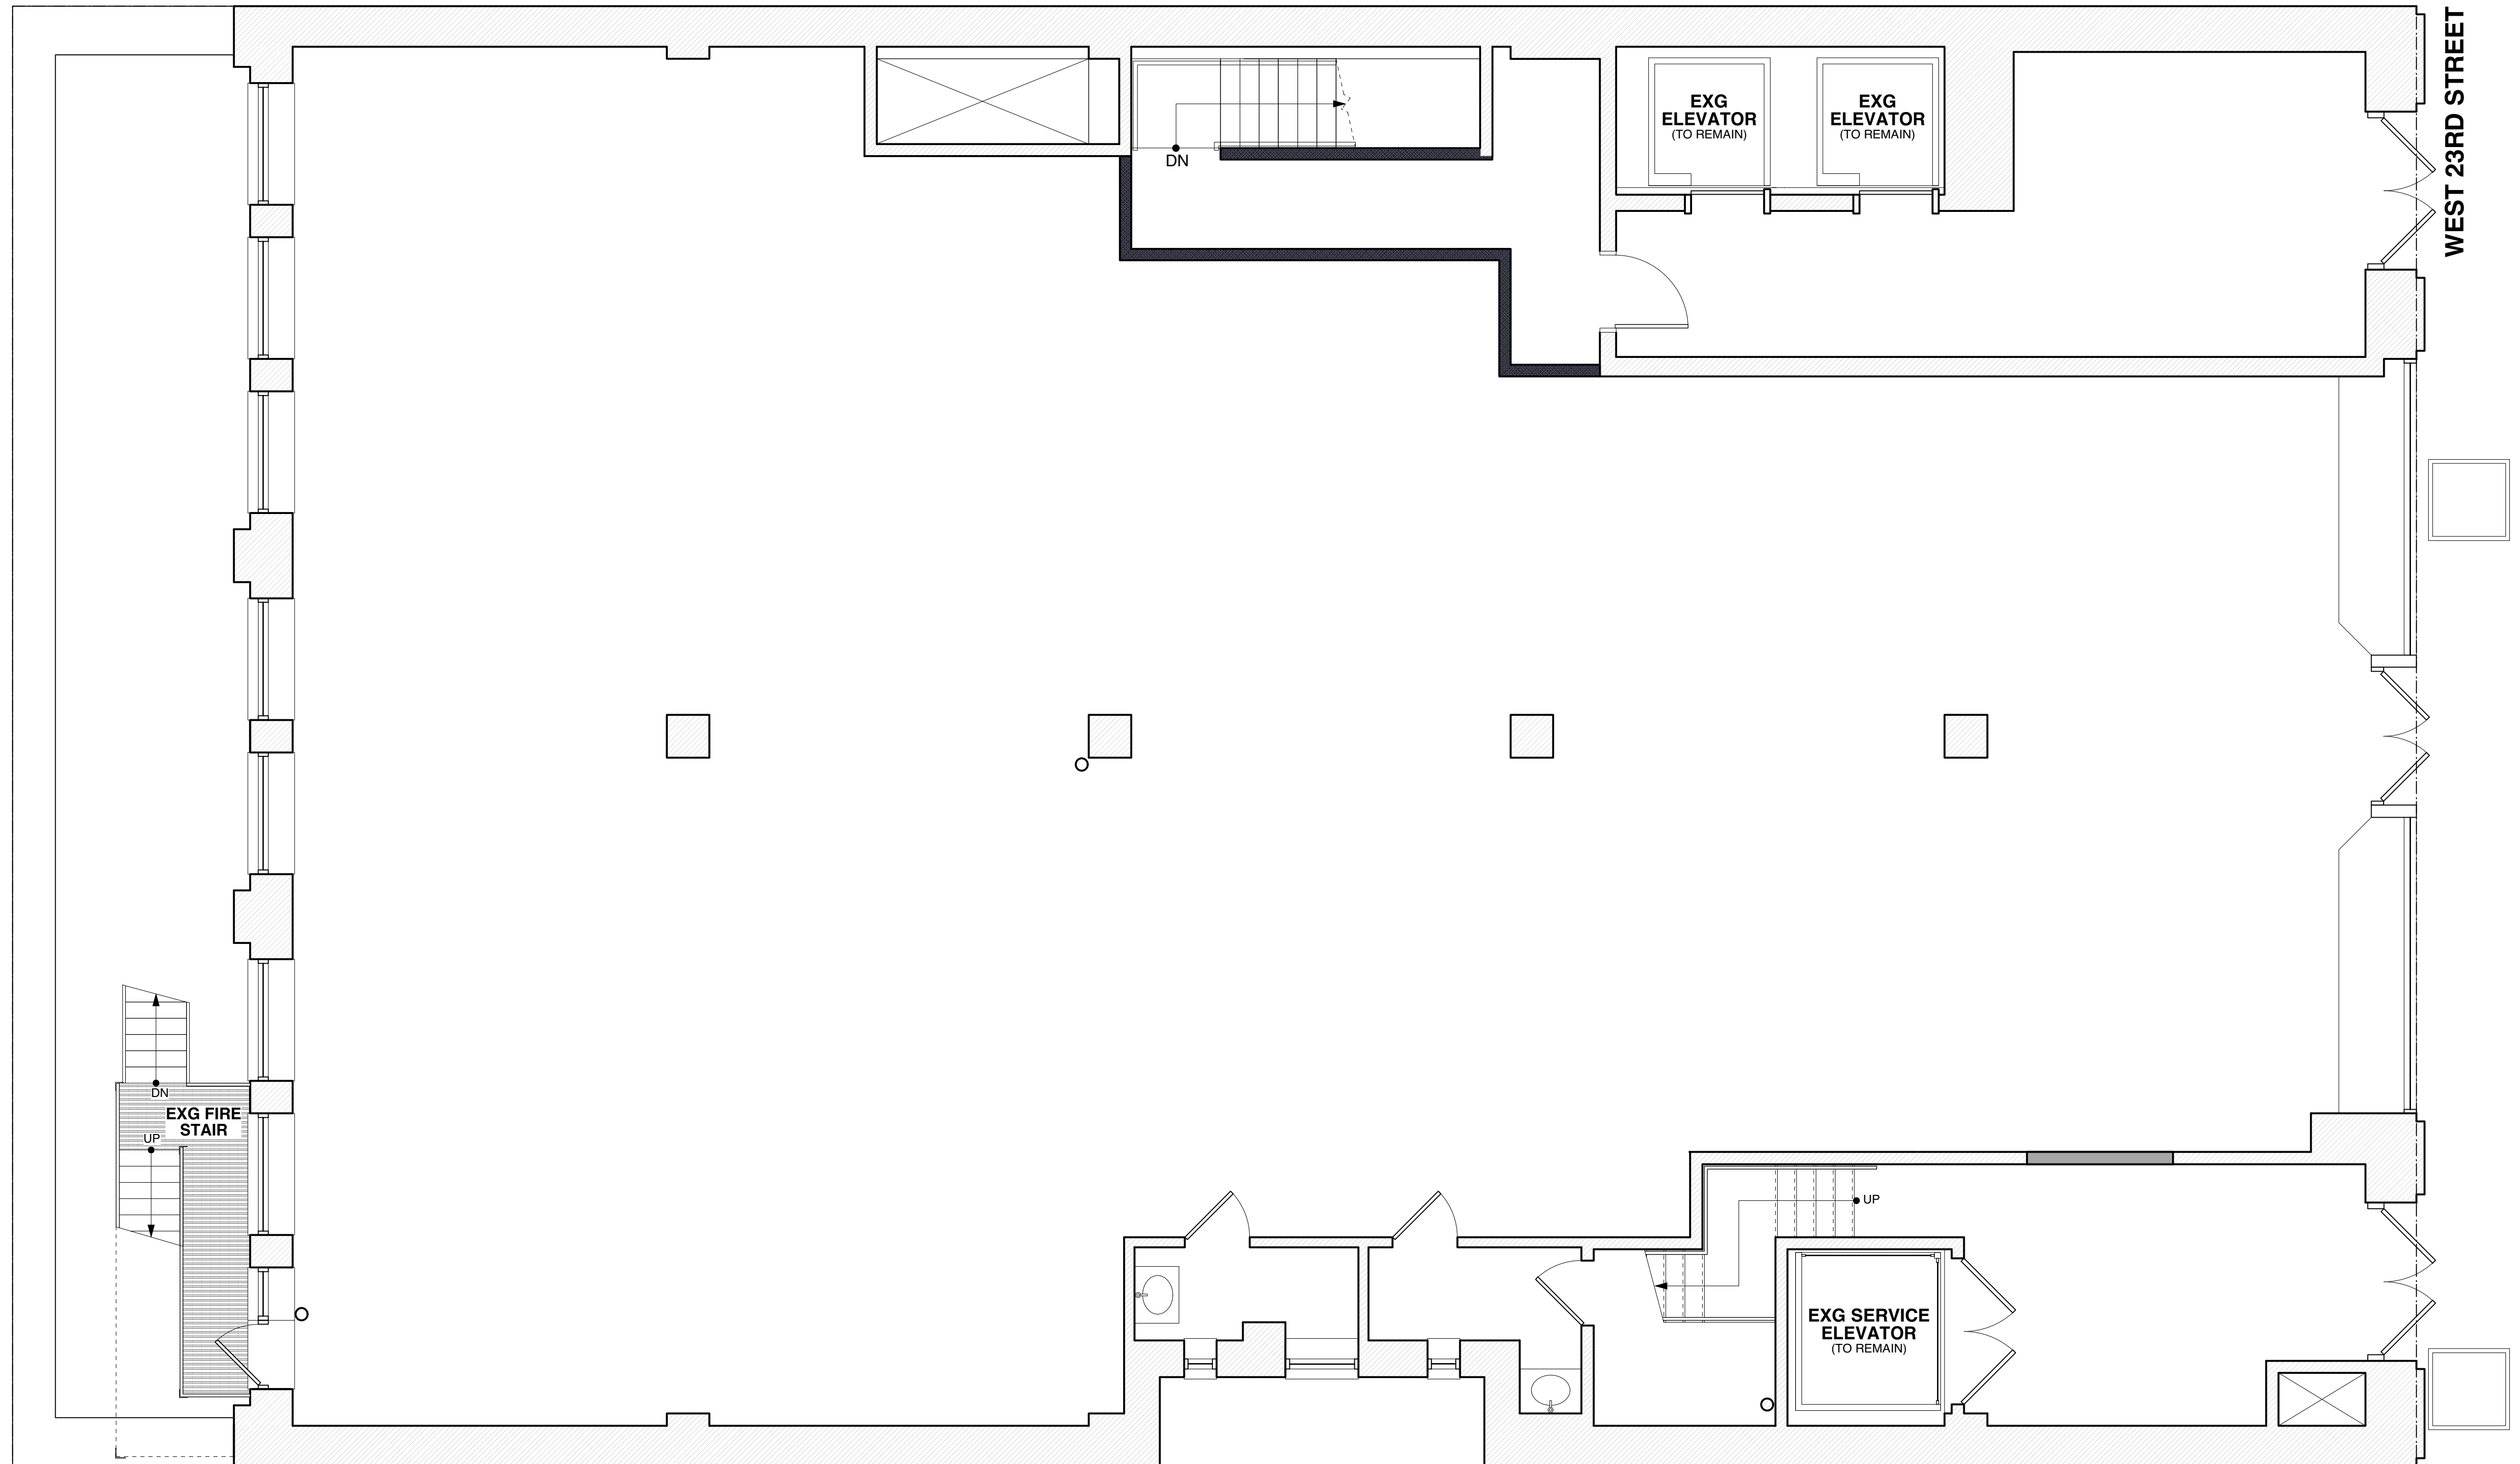 WEST 23RD STREET
EXG
ELEVATOR
(TO REMAIN)
EXG
ELEVATOR
(TO REMAIN)
DN
DN
EXG FIRE
STAIR
UP
UP
EXG SERVICE
ELEVATOR
(TO REMAIN)